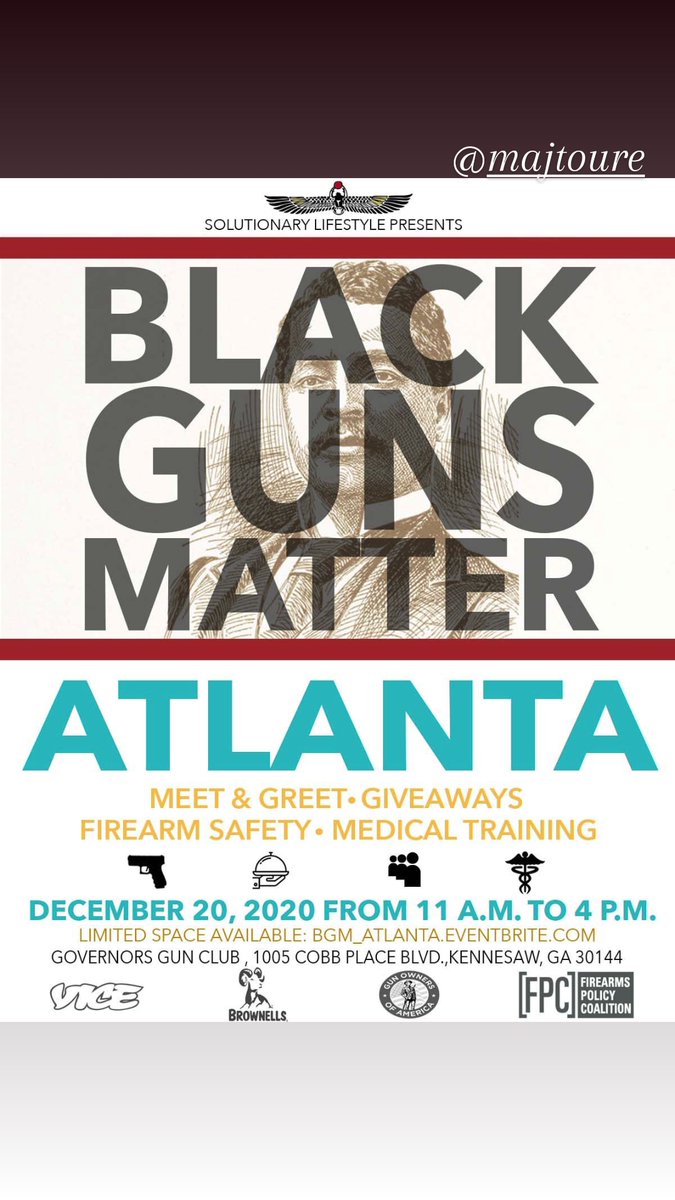 @majtoure
SOLUTIONARY LIFESTYLE PRESENTS
BLACK
GUNS
MATTER
ATLANTA
MEET & GREET• GIVEAWAYS
FIREARM SAFETY• MEDICAL TRAINING
DECEMBER 20, 2020 FROM 11 A.M. TO 4 P.M.
LIMITED SPACE AVAILABLE: BGM_ATLANTA.EVENTBRITE.COM
GOVERNORS GUN CLUB , 1005 COBB PLACE BLVD.,KENNESAW, GA 30144
VICE
BROWNELLS
GUN OWNERS
OF AMERICA
[FPC] FIREARMS
POLICY
COALITION